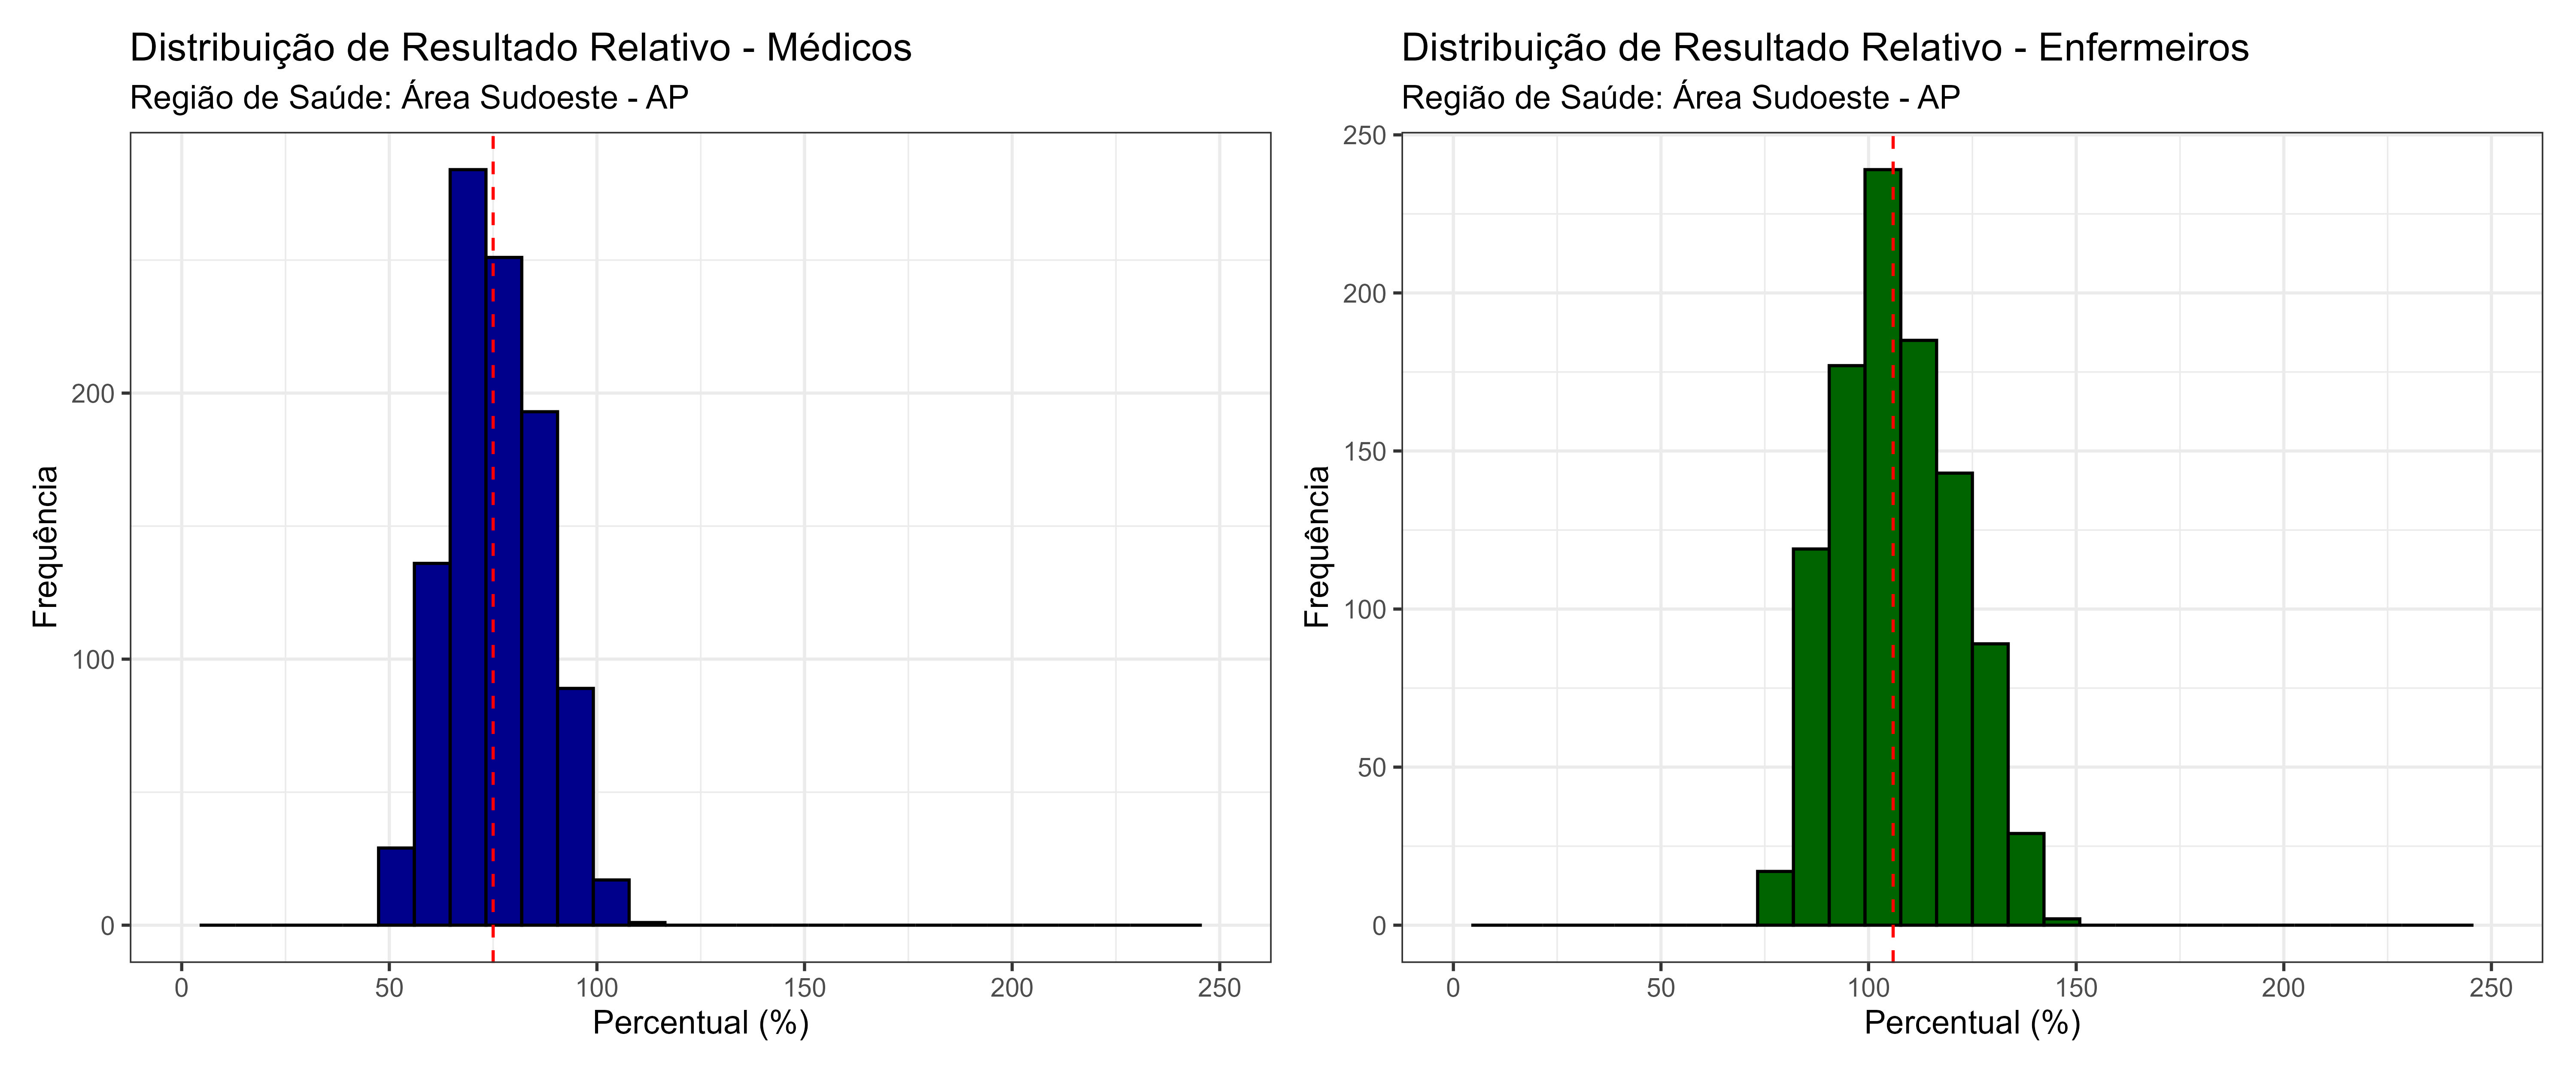 Distribuição de Resultado Relativo - Médicos
Região de Saúde: Área Sudoeste - AP
Frequência
200
100
0
0 50 100 150 200 250
Percentual (%)
Distribuição de Resultado Relativo - Enfermeiros
Região de Saúde: Área Sudoeste - AP
Frequência
250
200
150
100
50
0
0 50 100 150 200 250
Percentual (%)